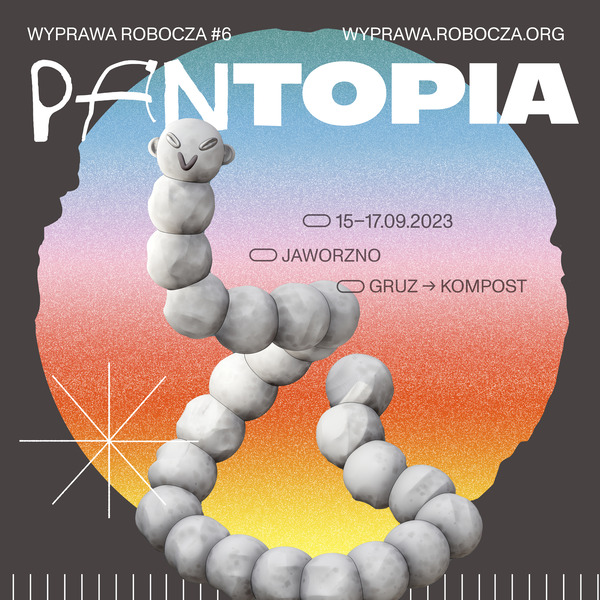 WYPRAWA ROBOCZA #6
WYPRAWA.ROBOCZA.ORG
PANTOPIA
15–17.09.2023
JAWORZNO
GRUZ → KOMPOST